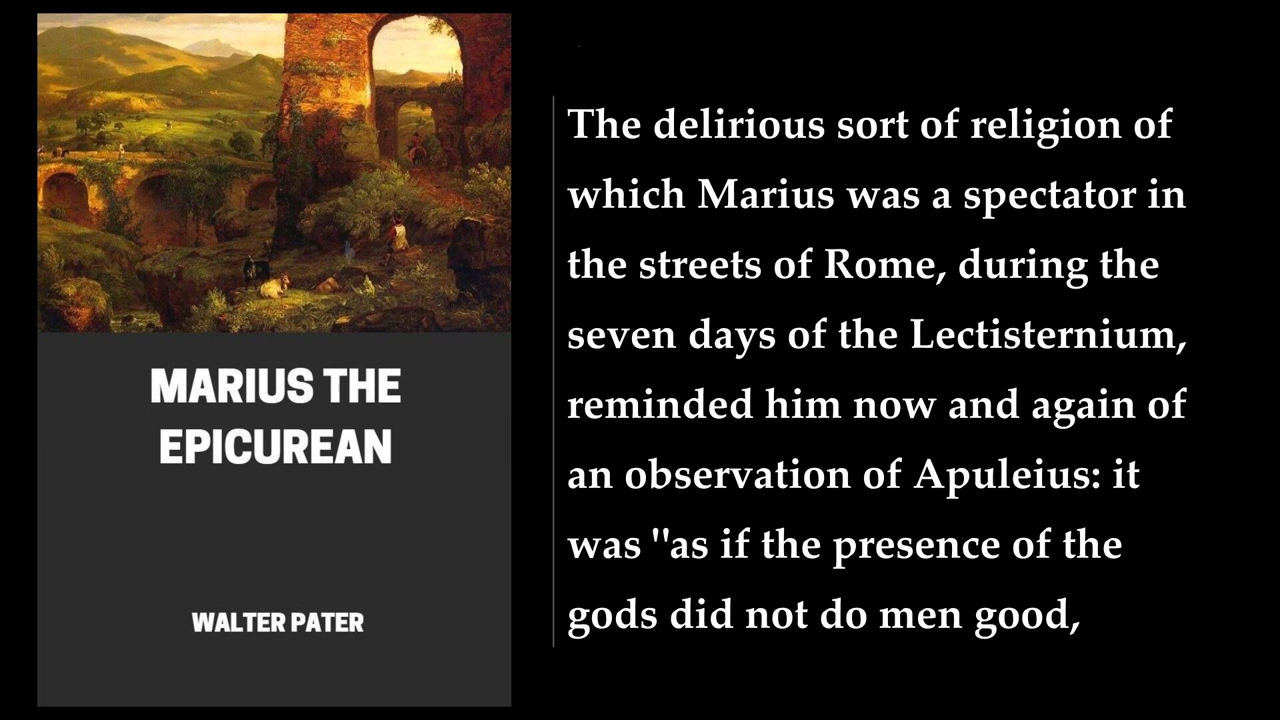 MARIUS THE
EPICUREAN
WALTER PATER
The delirious sort of religion of
which Marius was a spectator in
the streets of Rome, during the
seven days of the Lectisternium,
reminded him now and again of
an observation of Apuleius: it
was "as if the presence of the
gods did not do men good,